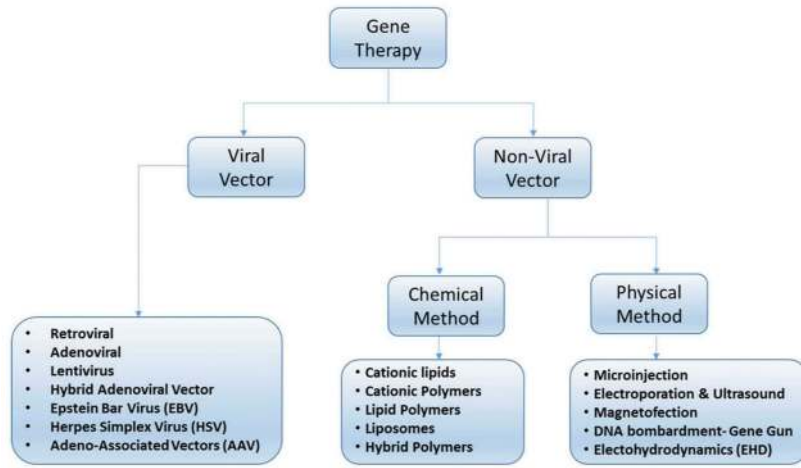 Gene
Therapy
Viral
Vector
Non-Viral
Vector
Chemical
Method
Physical
Method
• Retroviral
• Adenoviral
• Lentivirus
• Hybrid Adenoviral Vector
• Epstein Bar Virus (EBV)
• Herpes Simplex Virus (HSV)
• Adeno-Associated Vectors (AAV)
• Cationic lipids
• Cationic Polymers
• Lipid Polymers
• Liposomes
• Hybrid Polymers
• Microinjection
• Electroporation & Ultrasound
• Magnetofection
• DNA bombardment- Gene Gun
• Electohydrodynamics (EHD)